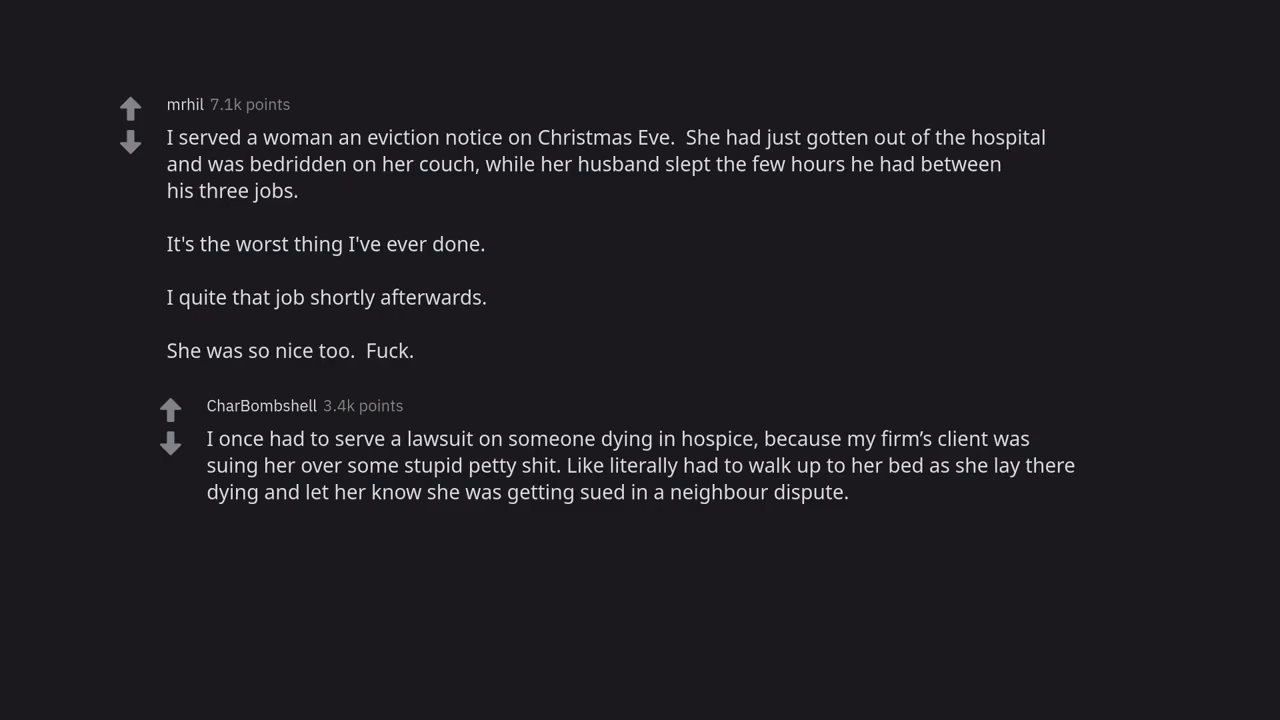 mrhil 7.1k points
I served a woman an eviction notice on Christmas Eve.  She had just gotten out of the hospital
and was bedridden on her couch, while her husband slept the few hours he had between
his three jobs.
It's the worst thing I've ever done.
I quite that job shortly afterwards.
She was so nice too.  Fuck.
CharBombshell 3.4k points
I once had to serve a lawsuit on someone dying in hospice, because my firm’s client was
suing her over some stupid petty shit. Like literally had to walk up to her bed as she lay there
dying and let her know she was getting sued in a neighbour dispute.